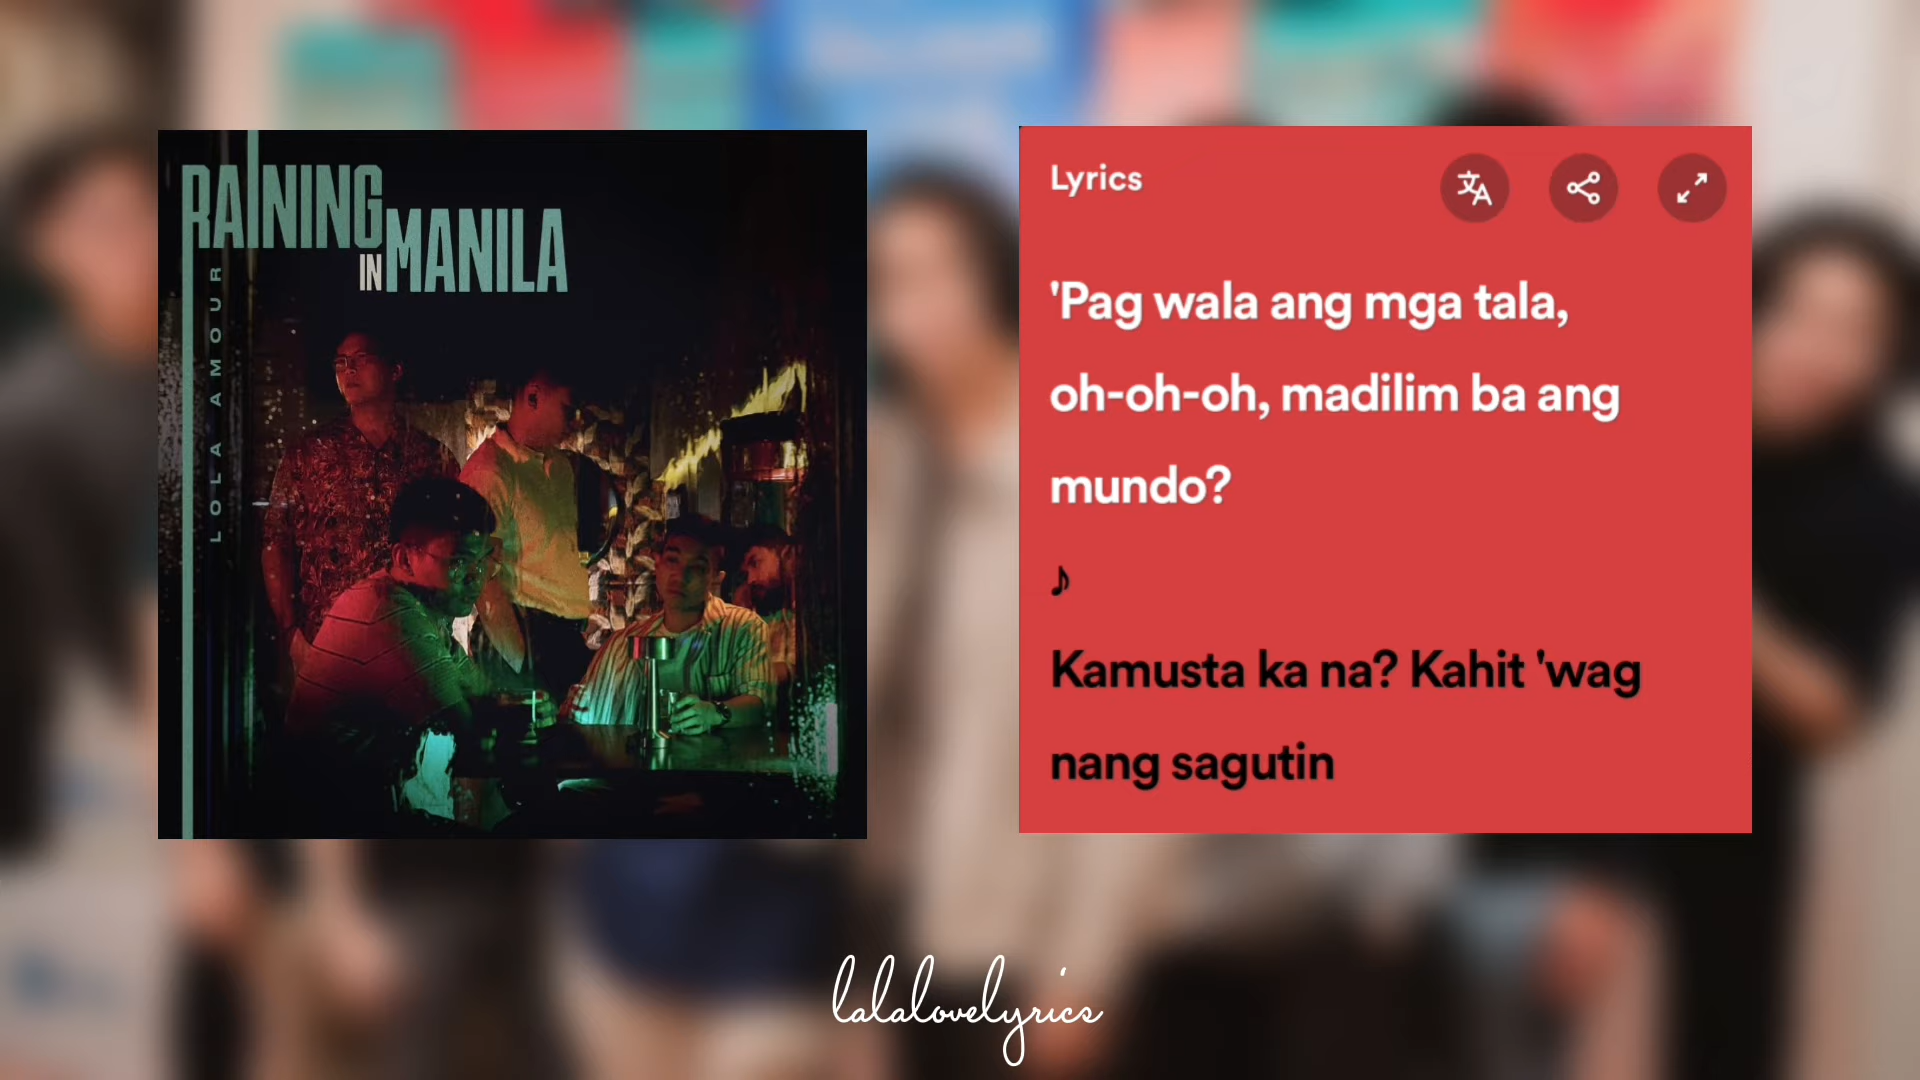 RAINING
IN MANILA
LOLA AMOUR
Lyrics
'Pag wala ang mga tala,
oh-oh-oh, madilim ba ang
mundo?
♪
Kamusta ka na? Kahit 'wag
nang sagutin
lalalovelyrics